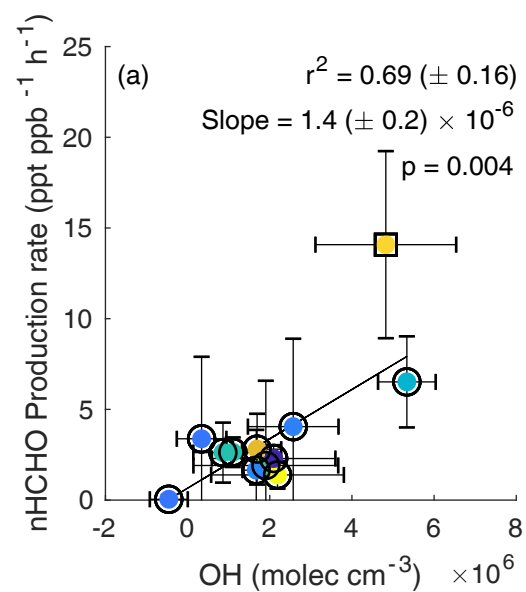 25
20
15
10
5
0
nHCHO Production rate (ppt ppb⁻¹ h⁻¹)
(a)
r² = 0.69 (± 0.16)
Slope = 1.4 (± 0.2) × 10⁻⁶
p = 0.004
-2 0 2 4 6 8
OH (molec cm⁻³) ×10⁶